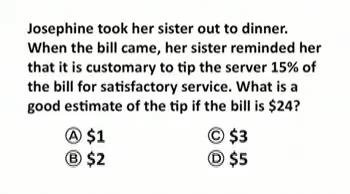 Josephine took her sister out to dinner.
When the bill came, her sister reminded her
that it is customary to tip the server 15% of
the bill for satisfactory service. What is a
good estimate of the tip if the bill is $24?
Ⓐ $1
Ⓑ $2
Ⓒ $3
Ⓓ $5